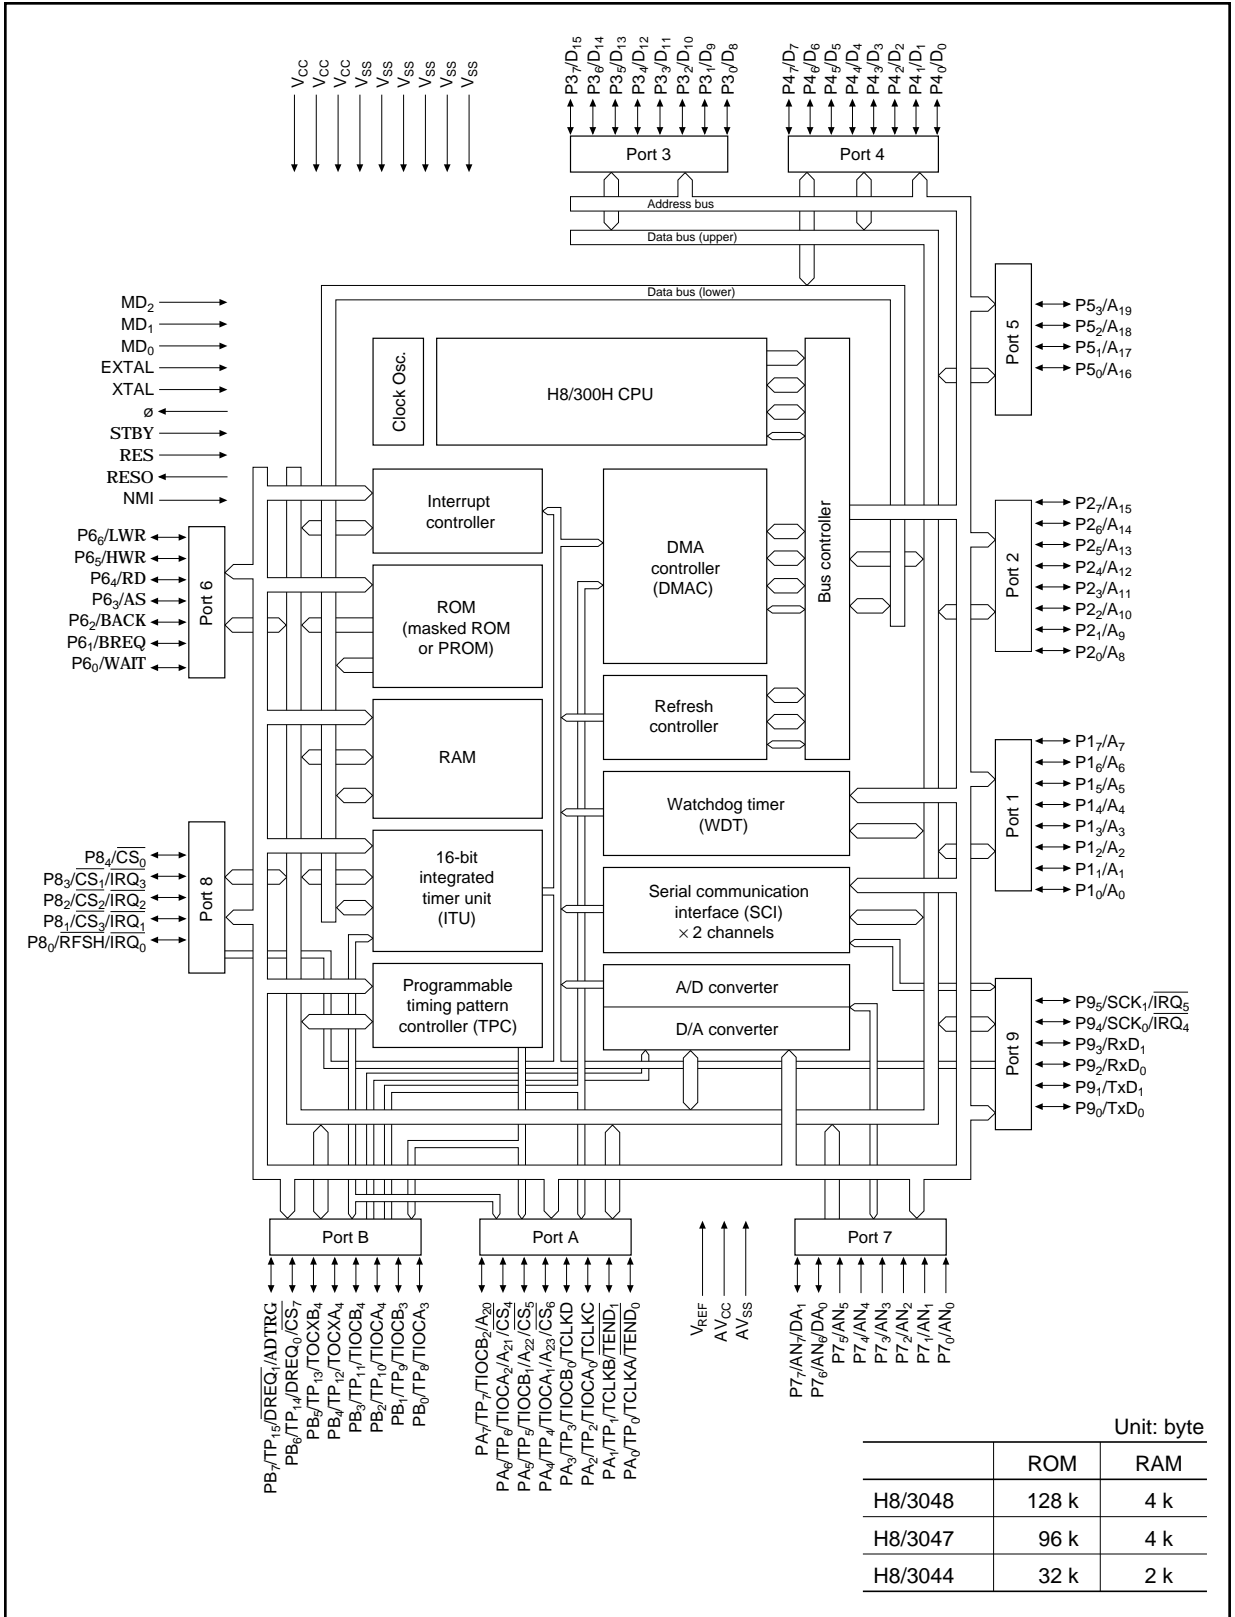 VCC
VCC
VCC
VSS
VSS
VSS
VSS
VSS
VSS
P37/D15
P36/D14
P35/D13
P34/D12
P33/D11
P32/D10
P31/D9
P30/D8
P47/D7
P46/D6
P45/D5
P44/D4
P43/D3
P42/D2
P41/D1
P40/D0
Port 3
Port 4
Address bus
Data bus (upper)
Data bus (lower)
MD2
MD1
MD0
EXTAL
XTAL
ø
STBY
RES
RESO
NMI
P66/LWR
P65/HWR
P64/RD
P63/AS
P62/BACK
P61/BREQ
P60/WAIT
Port 6
P84/CS0
P83/CS1/IRQ3
P82/CS2/IRQ2
P81/CS3/IRQ1
P80/RFSH/IRQ0
Port 8
Clock Osc.
H8/300H CPU
Interrupt
controller
ROM
(masked ROM
or PROM)
RAM
16-bit
integrated
timer unit
(ITU)
Programmable
timing pattern
controller (TPC)
DMA
controller
(DMAC)
Refresh
controller
Watchdog timer
(WDT)
Serial communication
interface (SCI)
× 2 channels
A/D converter
D/A converter
Bus controller
Port 5
P53/A19
P52/A18
P51/A17
P50/A16
Port 2
P27/A15
P26/A14
P25/A13
P24/A12
P23/A11
P22/A10
P21/A9
P20/A8
Port 1
P17/A7
P16/A6
P15/A5
P14/A4
P13/A3
P12/A2
P11/A1
P10/A0
Port 9
P95/SCK1/IRQ5
P94/SCK0/IRQ4
P93/RxD1
P92/RxD0
P91/TxD1
P90/TxD0
Port B
Port A
Port 7
PB7/TP15/DREQ1/ADTRG
PB6/TP14/DREQ0/CS7
PB5/TP13/TOCXB4
PB4/TP12/TOCXA4
PB3/TP11/TIOCB4
PB2/TP10/TIOCA4
PB1/TP9/TIOCB3
PB0/TP8/TIOCA3
PA7/TP7/TIOCB2/A20
PA6/TP6/TIOCA2/A21/CS4
PA5/TP5/TIOCB1/A22/CS5
PA4/TP4/TIOCA1/A23/CS6
PA3/TP3/TIOCB0/TCLKD
PA2/TP2/TIOCA0/TCLKC
PA1/TP1/TCLKB/TEND1
PA0/TP0/TCLKA/TEND0
VREF
AVCC
AVSS
P77/AN7/DA1
P76/AN6/DA0
P75/AN5
P74/AN4
P73/AN3
P72/AN2
P71/AN1
P70/AN0
Unit: byte
ROM RAM
H8/3048 128 k 4 k
H8/3047 96 k 4 k
H8/3044 32 k 2 k